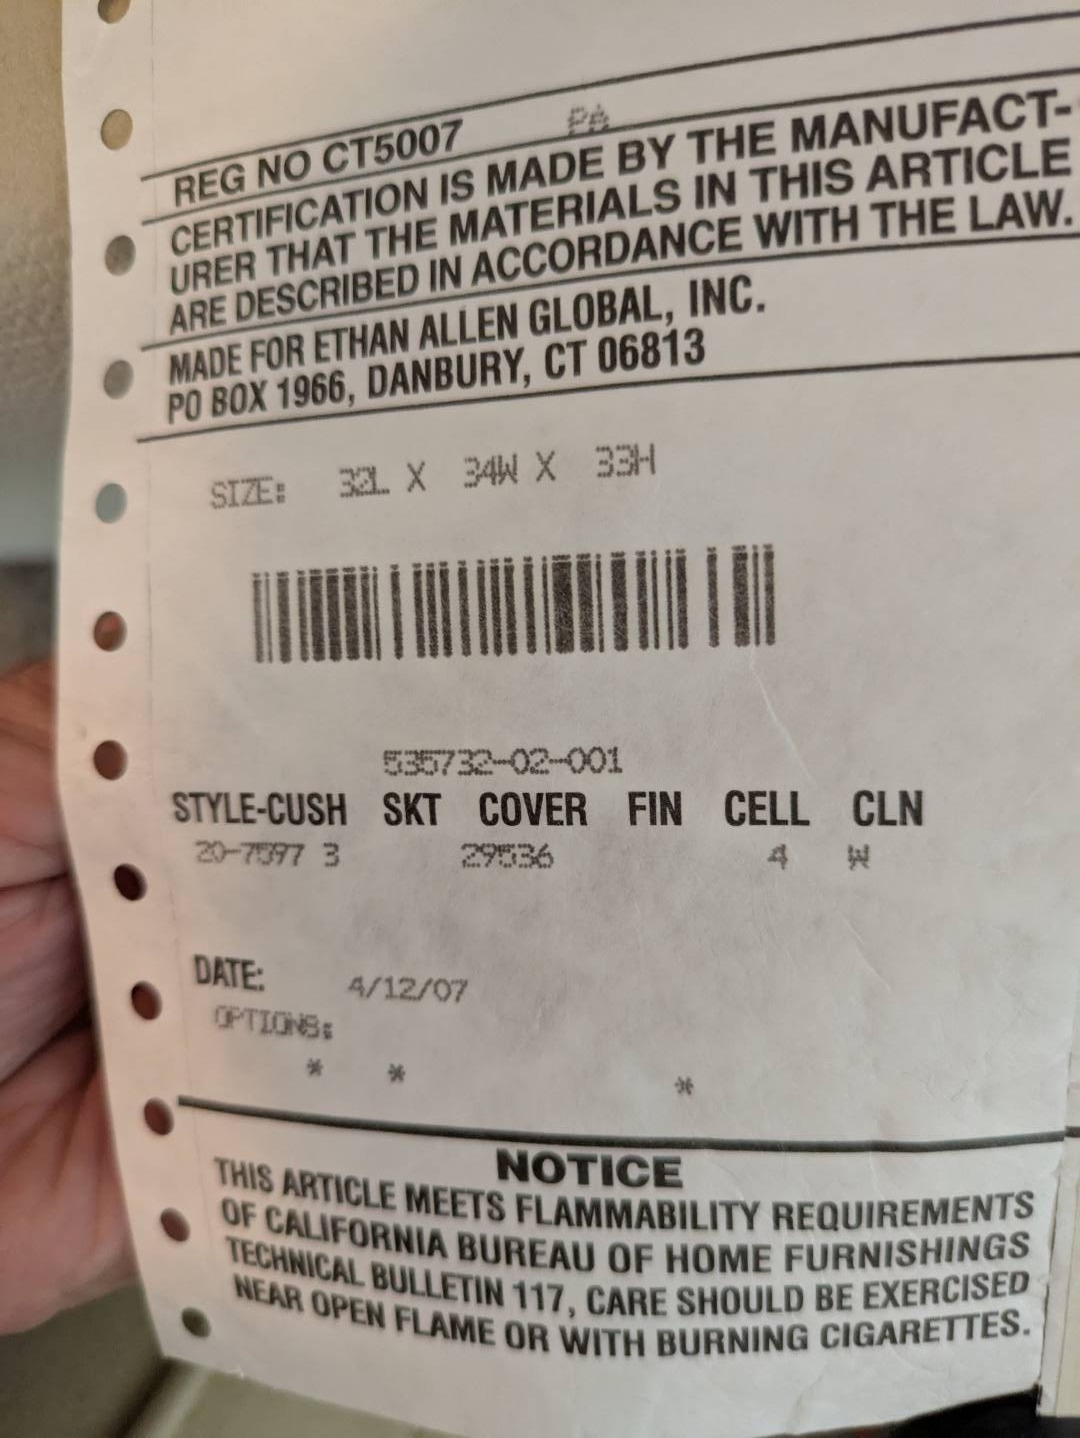 REG NO CT5007 PA
CERTIFICATION IS MADE BY THE MANUFACT-
URER THAT THE MATERIALS IN THIS ARTICLE
ARE DESCRIBED IN ACCORDANCE WITH THE LAW.
MADE FOR ETHAN ALLEN GLOBAL, INC.
PO BOX 1966, DANBURY, CT 06813
SIZE: 32L X 34W X 33H
535732-02-001
STYLE-CUSH SKT COVER FIN CELL CLN
20-7597 3 29536 4 W
DATE: 4/12/07
OPTIONS:
* * *
NOTICE
THIS ARTICLE MEETS FLAMMABILITY REQUIREMENTS
OF CALIFORNIA BUREAU OF HOME FURNISHINGS
TECHNICAL BULLETIN 117, CARE SHOULD BE EXERCISED
NEAR OPEN FLAME OR WITH BURNING CIGARETTES.